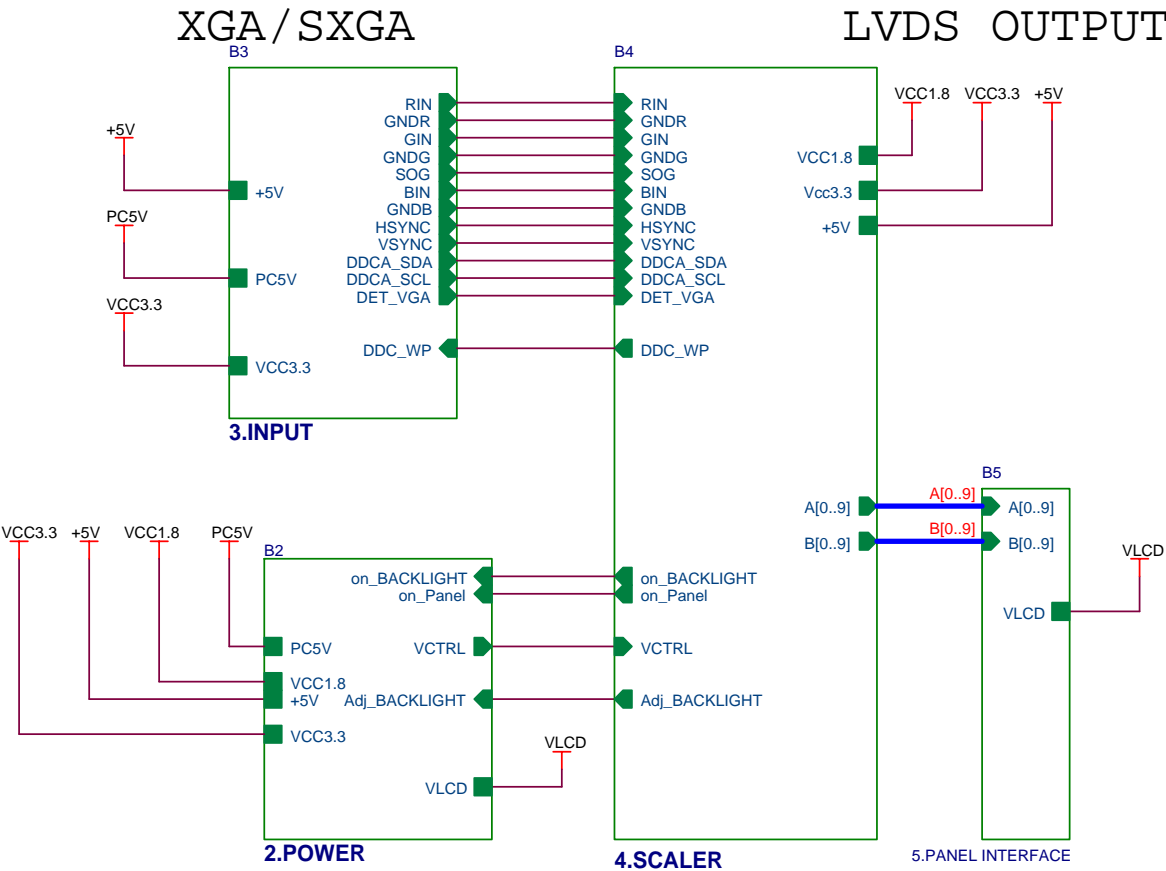 XGA/SXGA
LVDS OUTPUT
B3
B4
VCC1.8 VCC3.3 +5V
RIN RIN
+5V
GNDR GNDR
GIN GIN
GNDG GNDG
VCC1.8
SOG SOG
+5V
BIN BIN
Vcc3.3
GNDB GNDB
PC5V
HSYNC HSYNC
+5V
VSYNC VSYNC
DDCA_SDA DDCA_SDA
PC5V
DDCA_SCL DDCA_SCL
DET_VGA DET_VGA
VCC3.3
DDC_WP DDC_WP
VCC3.3
3.INPUT
B5
A[0..9] A[0..9] A[0..9]
B[0..9] B[0..9] B[0..9]
VCC3.3 +5V VCC1.8 PC5V
B2
VLCD
on_BACKLIGHT on_BACKLIGHT
on_Panel on_Panel
VLCD
PC5V VCTRL VCTRL
VCC1.8
+5V Adj_BACKLIGHT Adj_BACKLIGHT
VCC3.3
VLCD
VLCD
2.POWER
4.SCALER
5.PANEL INTERFACE